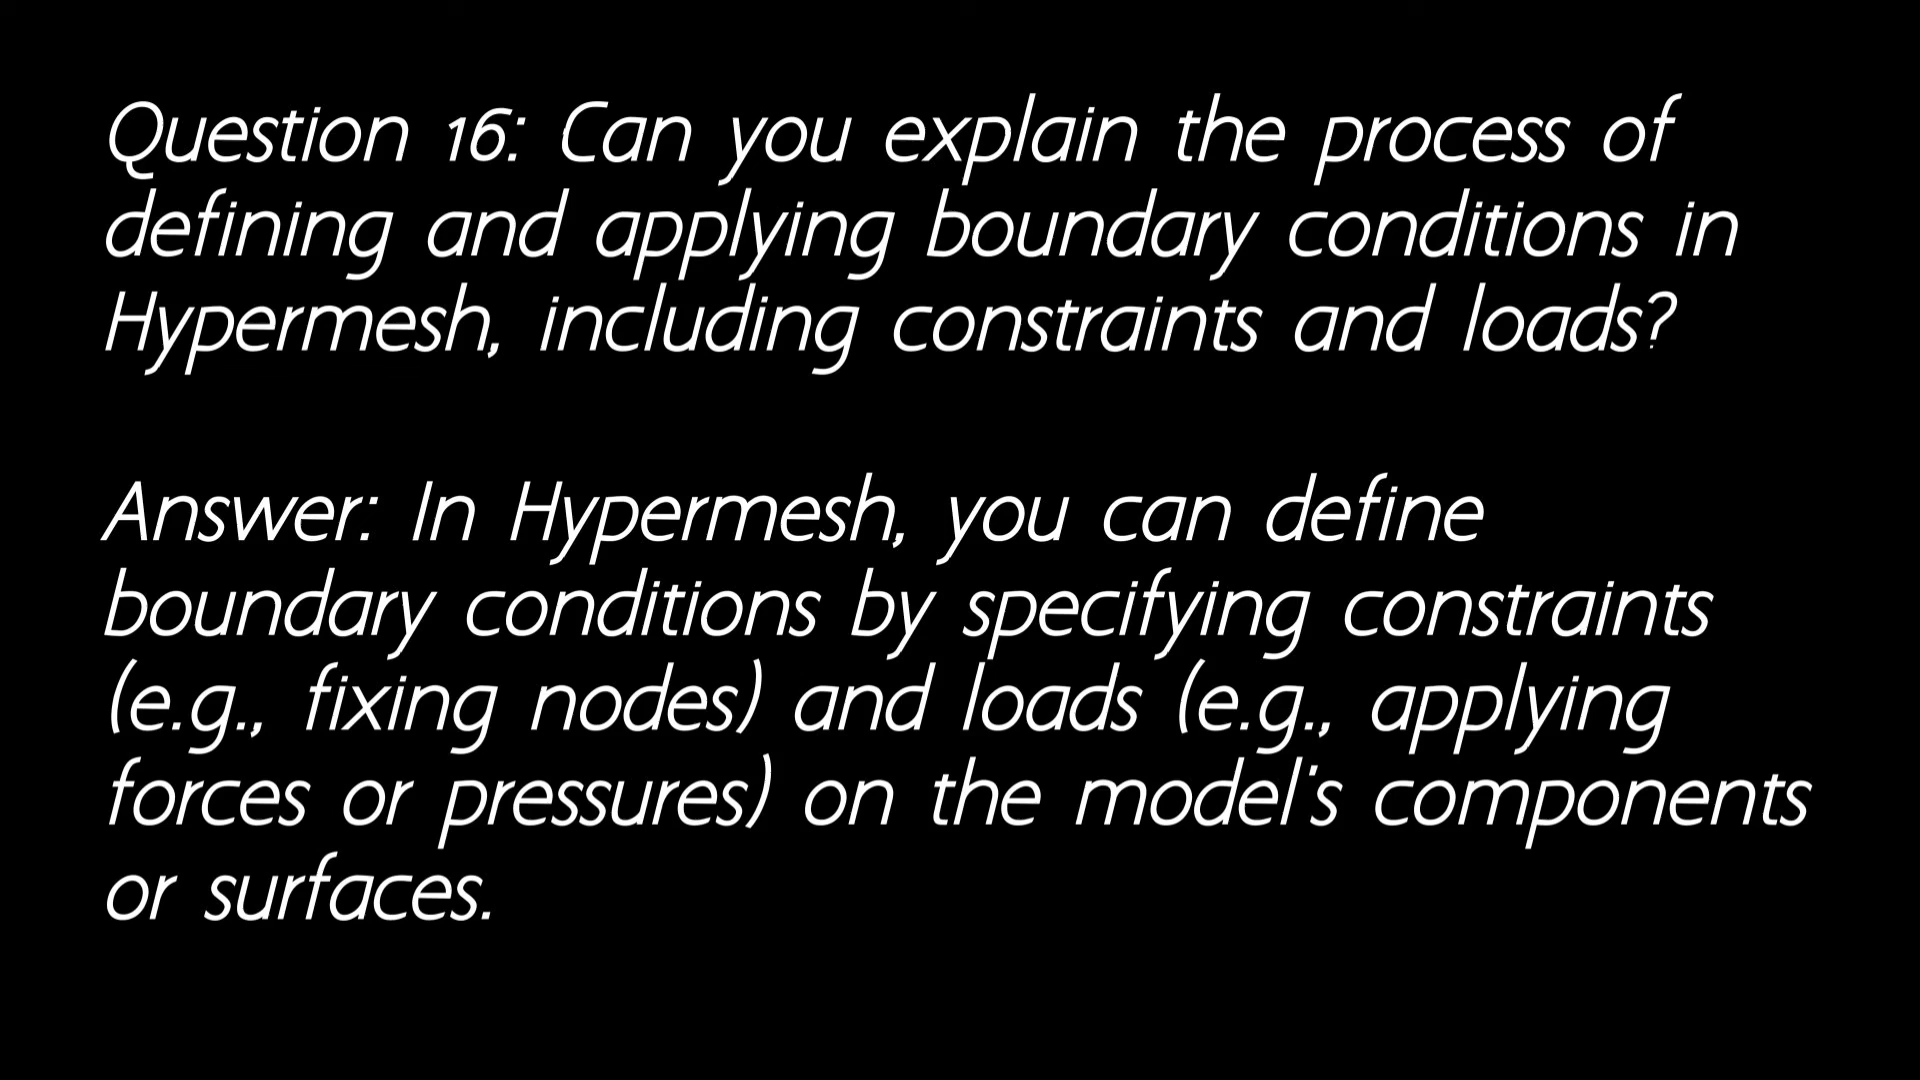 Question 16: Can you explain the process of
defining and applying boundary conditions in
Hypermesh, including constraints and loads?
Answer: In Hypermesh, you can define
boundary conditions by specifying constraints
(e.g., fixing nodes) and loads (e.g., applying
forces or pressures) on the model's components
or surfaces.